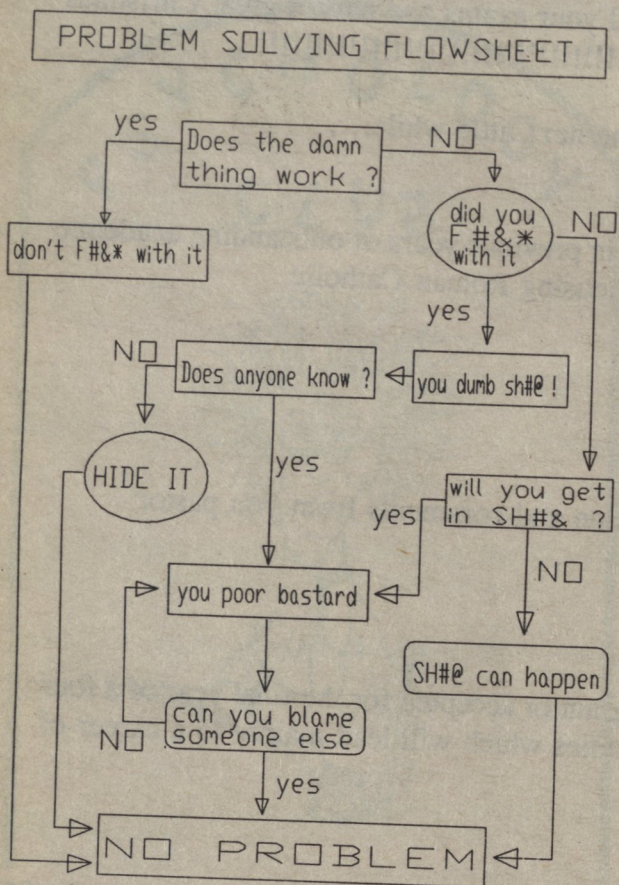 PROBLEM SOLVING FLOWSHEET
yes
Does the damn
thing work ?
NO
did you
F#&*
with it
NO
don't F#&* with it
yes
NO
Does anyone know ?
you dumb sh#@ !
HIDE IT
yes
yes
will you get
in SH#& ?
NO
you poor bastard
SH#@ can happen
can you blame
someone else
NO
yes
NO PROBLEM